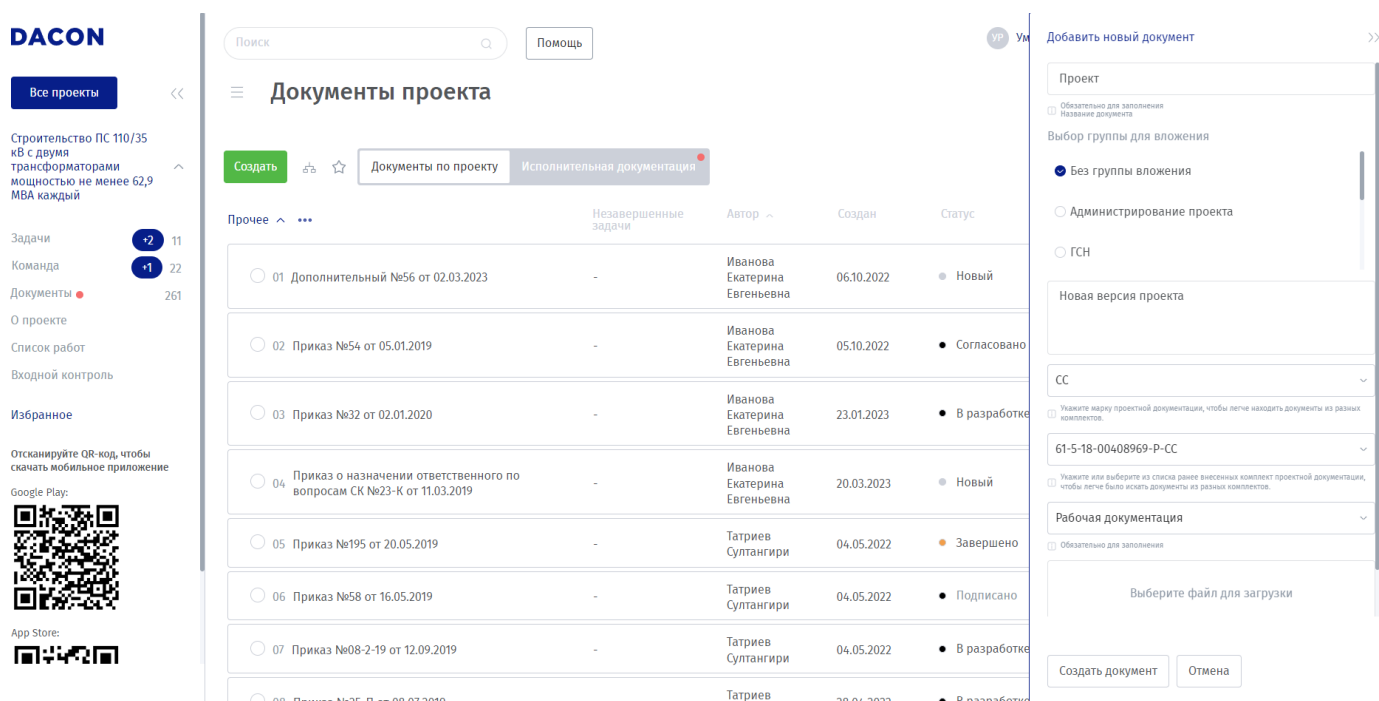 DACON
Все проекты
Строительство ПС 110/35
кВ с двумя
трансформаторами
мощностью не менее 62,9
МВА каждый
Задачи +2 11
Команда +1 22
Документы 261
О проекте
Список работ
Входной контроль
Избранное
Отсканируйте QR-код, чтобы
скачать мобильное приложение
Google Play:
App Store:
Поиск
Помощь
УР Ум
Документы проекта
Создать
Документы по проекту
Исполнительная документация
Прочее
Незавершенные
задачи
Автор
Создан
Статус
01 Дополнительный №56 от 02.03.2023
-
Иванова
Екатерина
Евгеньевна
06.10.2022
Новый
02 Приказ №54 от 05.01.2019
-
Иванова
Екатерина
Евгеньевна
05.10.2022
Согласовано
03 Приказ №32 от 02.01.2020
-
Иванова
Екатерина
Евгеньевна
23.01.2023
В разработке
04 Приказ о назначении ответственного по
вопросам СК №23-К от 11.03.2019
-
Иванова
Екатерина
Евгеньевна
20.03.2023
Новый
05 Приказ №195 от 20.05.2019
-
Татриев
Султангири
04.05.2022
Завершено
06 Приказ №58 от 16.05.2019
-
Татриев
Султангири
04.05.2022
Подписано
07 Приказ №08-2-19 от 12.09.2019
-
Татриев
Султангири
04.05.2022
В разработке
Татриев
Добавить новый документ
Проект
Обязательно для заполнения
Название документа
Выбор группы для вложения
Без группы вложения
Администрирование проекта
ГСН
Новая версия проекта
СС
Укажите марку проектной документации, чтобы легче находить документы из разных
комплектов.
61-5-18-00408969-Р-СС
Укажите или выберите из списка ранее внесенных комплект проектной документации,
чтобы легче было искать документы из разных комплектов.
Рабочая документация
Обязательно для заполнения
Выберите файл для загрузки
Создать документ
Отмена